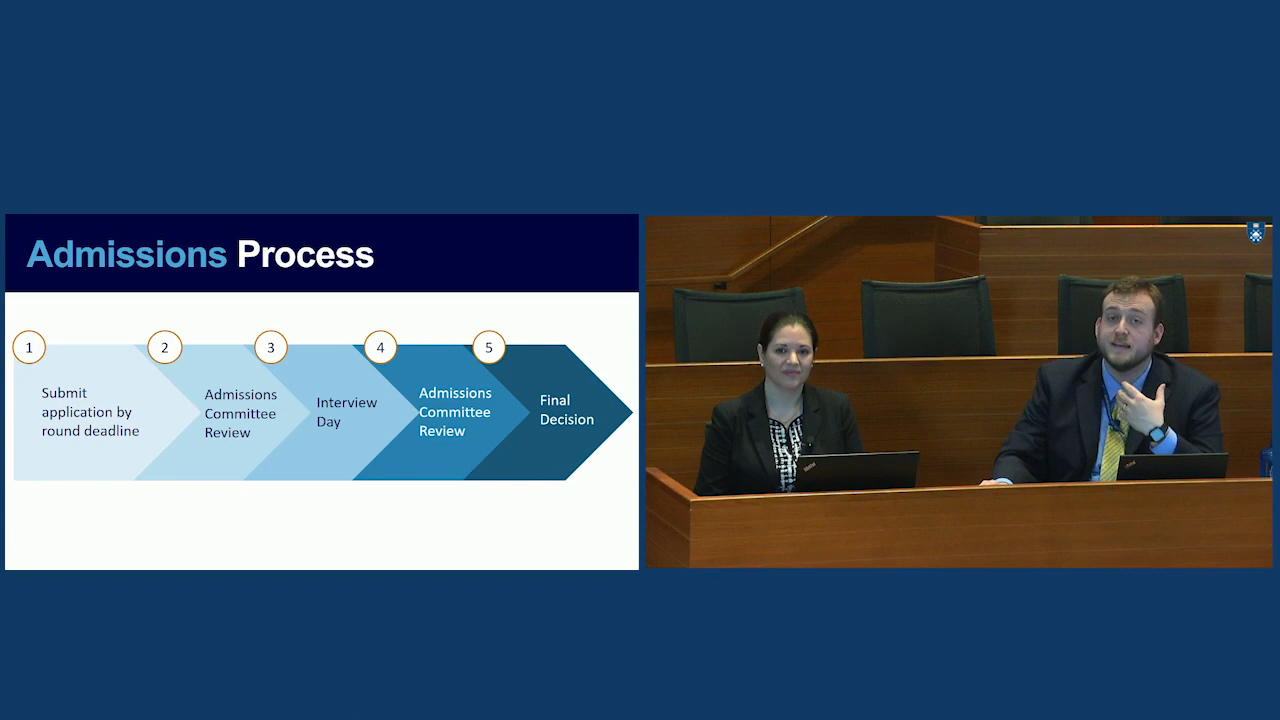 Admissions Process
1
2
3
4
5
Submit
application by
round deadline
Admissions
Committee
Review
Interview
Day
Admissions
Committee
Review
Final
Decision